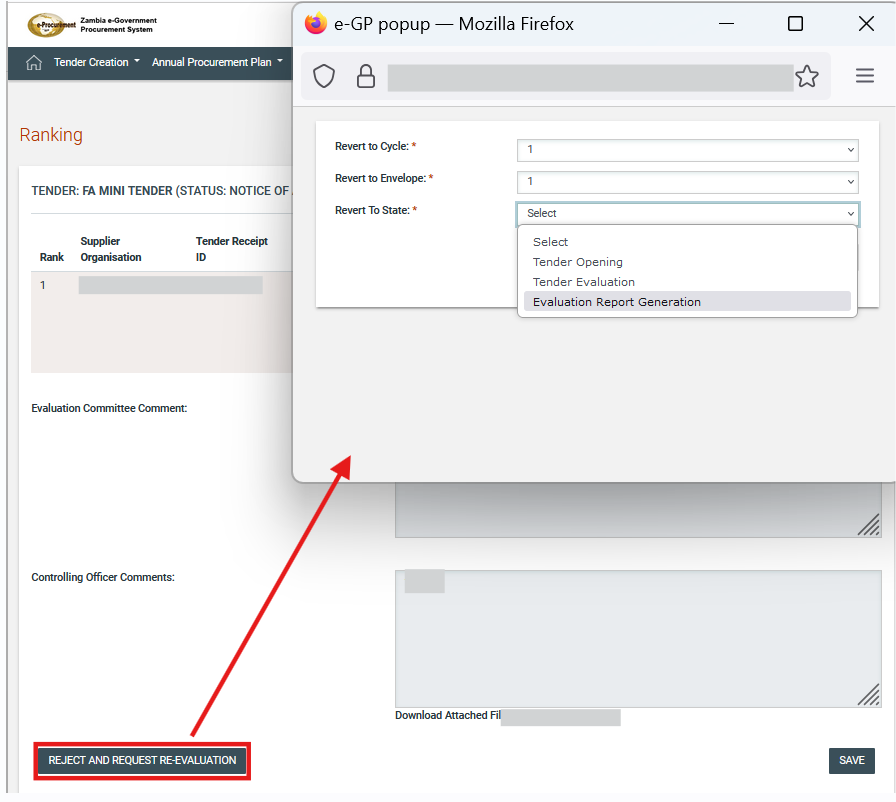 e-Procurement
Zambia e-Government
Procurement System
Tender Creation
Annual Procurement Plan
Ranking
TENDER: FA MINI TENDER (STATUS: NOTICE OF
Rank
Supplier
Organisation
Tender Receipt
ID
1
Evaluation Committee Comment:
Controlling Officer Comments:
Download Attached Fil
REJECT AND REQUEST RE-EVALUATION
SAVE
e-GP popup — Mozilla Firefox
Revert to Cycle: *
1
Revert to Envelope: *
1
Revert To State: *
Select
Select
Tender Opening
Tender Evaluation
Evaluation Report Generation